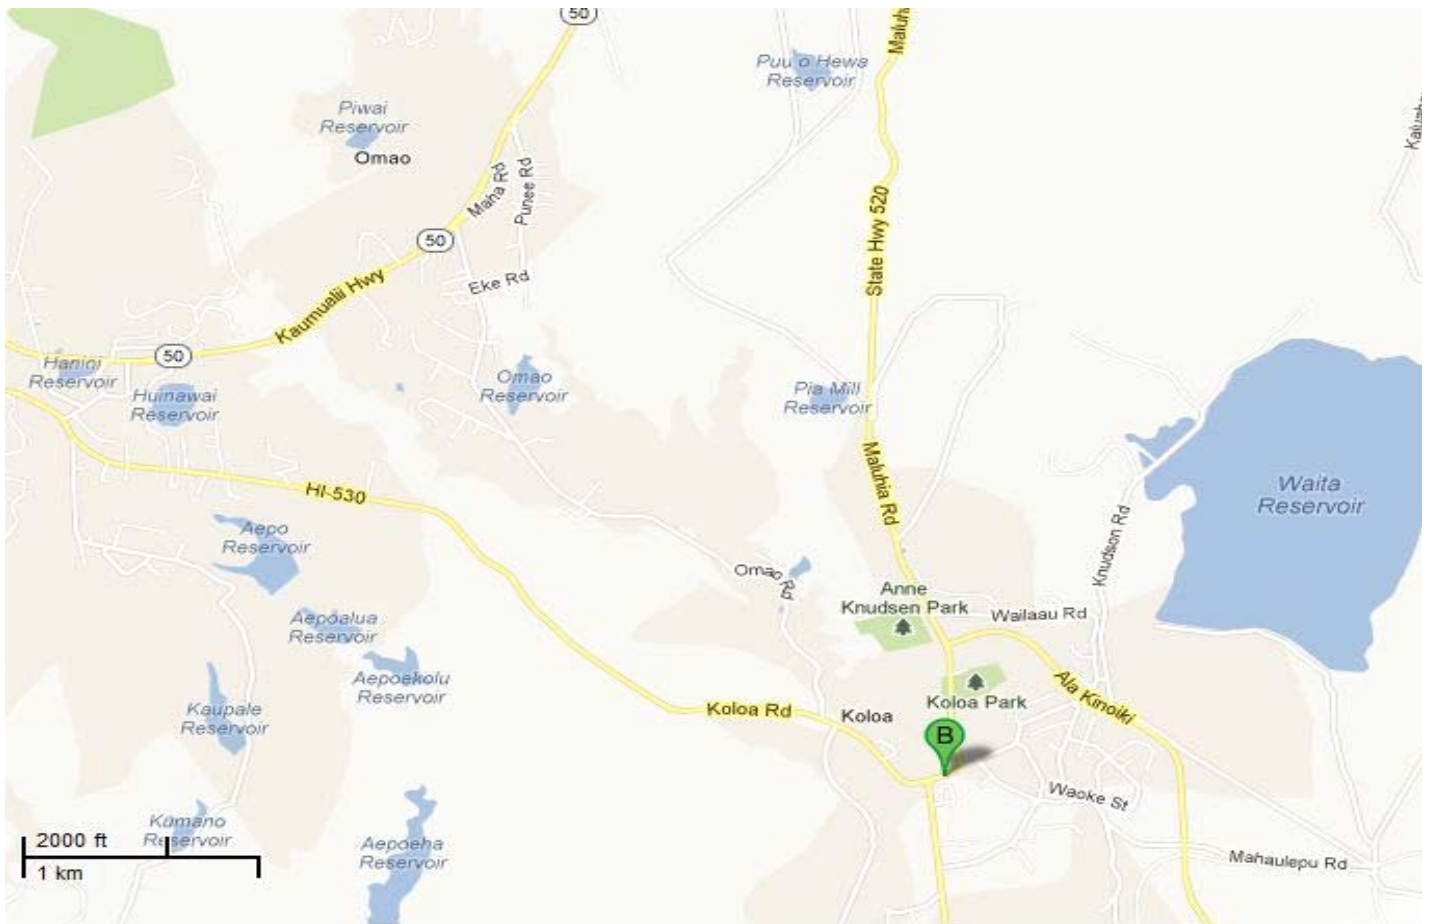 50
Maluhi
Puu o Hewa
Reservoir
Piwai
Reservoir
Omao
Maha Rd
Punee Rd
State Hwy 520
50
Eke Rd
Kaumualii Hwy
50
Hanini
Reservoir
Huinawai
Reservoir
Omao
Reservoir
Pia Mill
Reservoir
Maluhia Rd
Waita
Reservoir
HI-530
Aepo
Reservoir
Knudson Rd
Omao Rd
Anne
Knudsen Park
Wailaau Rd
Aepoalua
Reservoir
Aepoekolu
Reservoir
Kaupale
Reservoir
Koloa Rd
Koloa
Koloa Park
Ala Kinoiki
B
Waoke St
Kumano
Reservoir
Aepoeha
Reservoir
Mahaulepu Rd
2000 ft
1 km